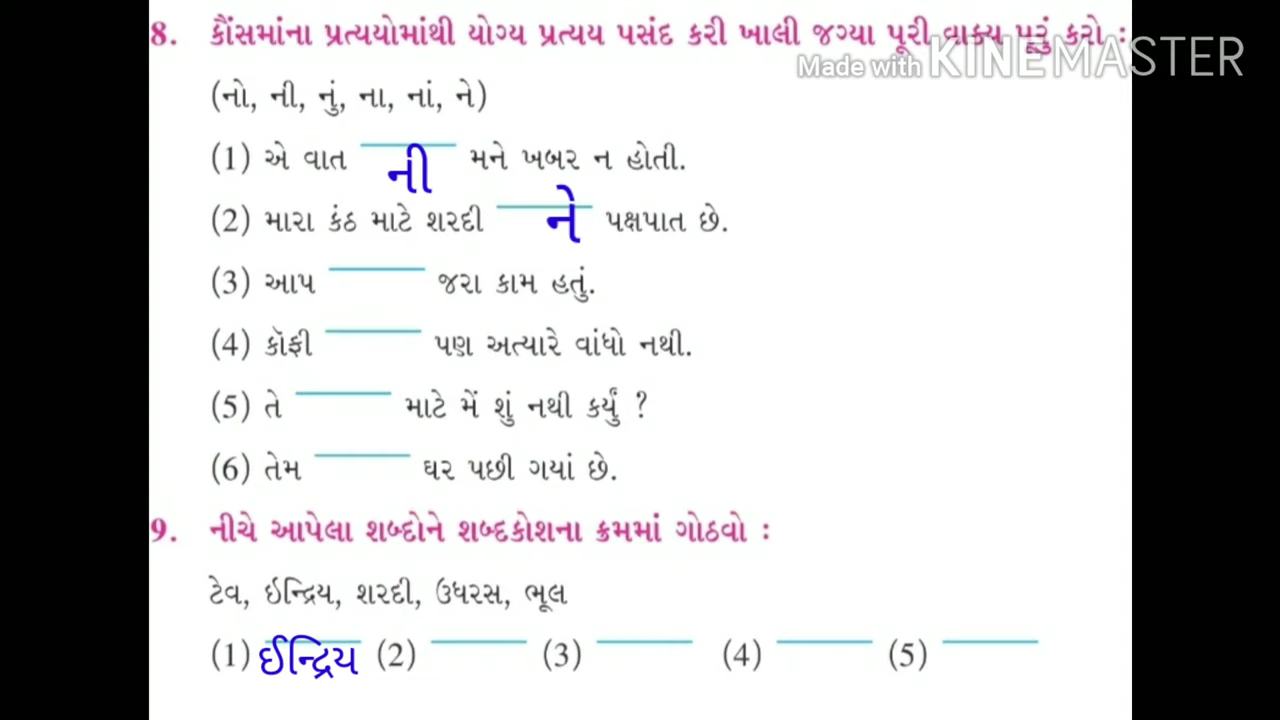 8. કૌંસમાંના પ્રત્યયોમાંથી યોગ્ય પ્રત્યય પસંદ કરી ખાલી જગ્યા પૂરી વાક્ય પૂરું કરો :
Made with KINEMASTER
(નો, ની, નું, ના, નાં, ને)
(1) એ વાત ની મને ખબર ન હોતી.
(2) મારા કંઠ માટે શરદી ને પક્ષપાત છે.
(3) આપ જરા કામ હતું.
(4) કૉફી પણ અત્યારે વાંધો નથી.
(5) તે માટે મેં શું નથી કર્યું ?
(6) તેમ ઘર પછી ગયાં છે.
9. નીચે આપેલા શબ્દોને શબ્દકોશના ક્રમમાં ગોઠવો :
ટેવ, ઇન્દ્રિય, શરદી, ઉધરસ, ભૂલ
(1) ઈન્દ્રિય (2) (3) (4) (5)